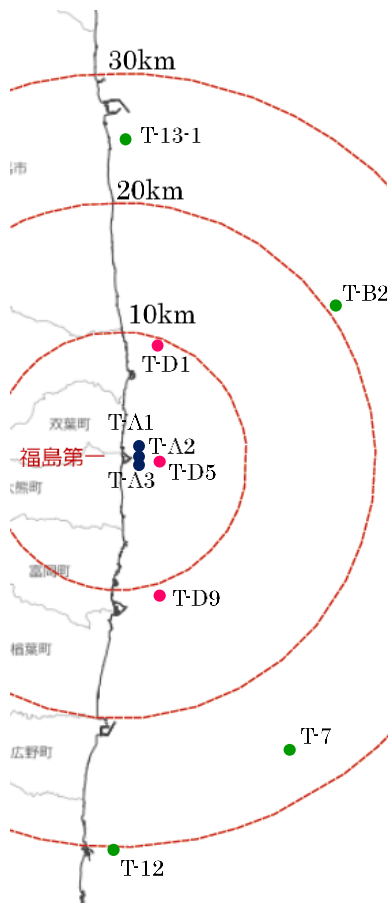 30km
T-13-1
市
20km
T-B2
10km
T-D1
双葉町
T-A1
T-A2
福島第一
T-A3
T-D5
大熊町
富岡町
T-D9
楢葉町
T-7
広野町
T-12